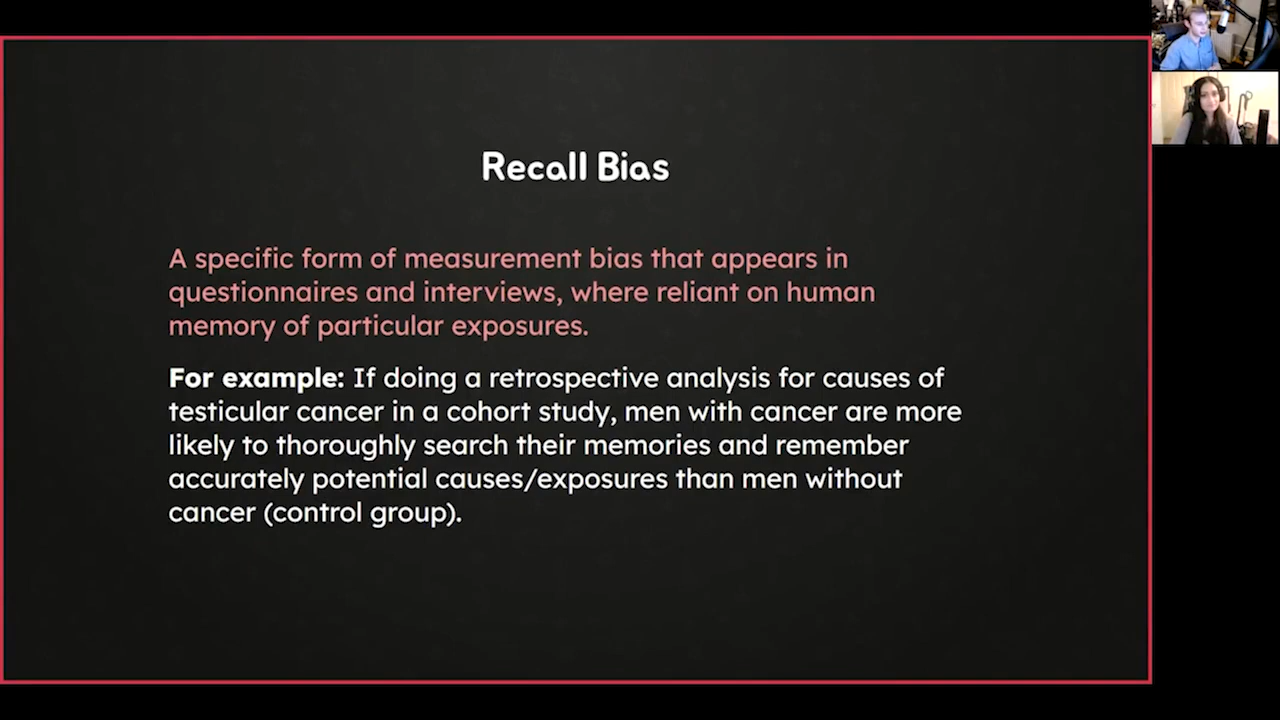 Recall Bias
A specific form of measurement bias that appears in
questionnaires and interviews, where reliant on human
memory of particular exposures.
For example: If doing a retrospective analysis for causes of
testicular cancer in a cohort study, men with cancer are more
likely to thoroughly search their memories and remember
accurately potential causes/exposures than men without
cancer (control group).